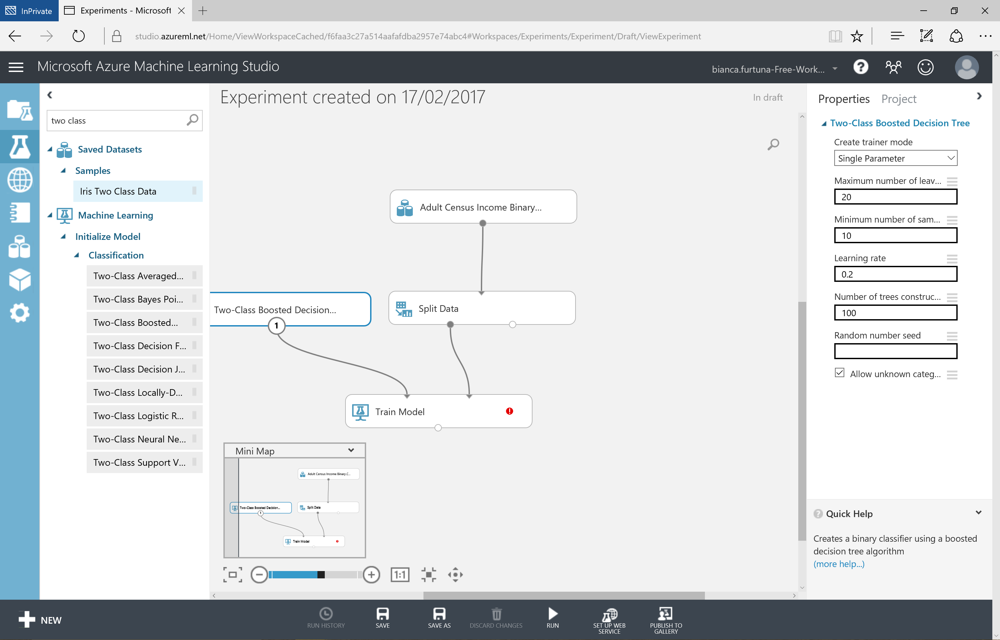 InPrivate
Experiments - Microsoft
studio.azureml.net/Home/ViewWorkspaceCached/f6faa3c27a514aafafdba2957e74abc4#Workspaces/Experiments/Experiment/Draft/ViewExperiment
Microsoft Azure Machine Learning Studio
bianca.furtuna-Free-Work...
Experiment created on 17/02/2017
In draft
two class
Saved Datasets
Samples
Iris Two Class Data
Machine Learning
Initialize Model
Classification
Two-Class Averaged...
Two-Class Bayes Poi...
Two-Class Boosted...
Two-Class Decision F...
Two-Class Decision J...
Two-Class Locally-D...
Two-Class Logistic R...
Two-Class Neural Ne...
Two-Class Support V...
Adult Census Income Binary...
Two-Class Boosted Decision...
1
Split Data
Train Model
Mini Map
Adult Census Income Binary C...
Two-Class Boosted Decision...
Split Data
1
Train Model
1:1
Properties
Project
Two-Class Boosted Decision Tree
Create trainer mode
Single Parameter
Maximum number of leav...
20
Minimum number of sam...
10
Learning rate
0.2
Number of trees construc...
100
Random number seed
Allow unknown categ...
Quick Help
Creates a binary classifier using a boosted
decision tree algorithm
(more help...)
NEW
RUN HISTORY
SAVE
SAVE AS
DISCARD CHANGES
RUN
SET UP WEB
SERVICE
PUBLISH TO
GALLERY